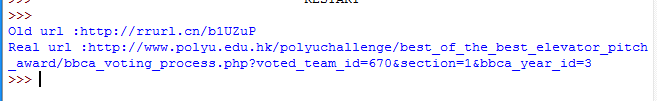 >>> RESTART
>>>
Old url :http://rrurl.cn/b1UZuP
Real url :http://www.polyu.edu.hk/polyuchallenge/best_of_the_best_elevator_pitch
_award/bbca_voting_process.php?voted_team_id=670&section=1&bbca_year_id=3
>>>